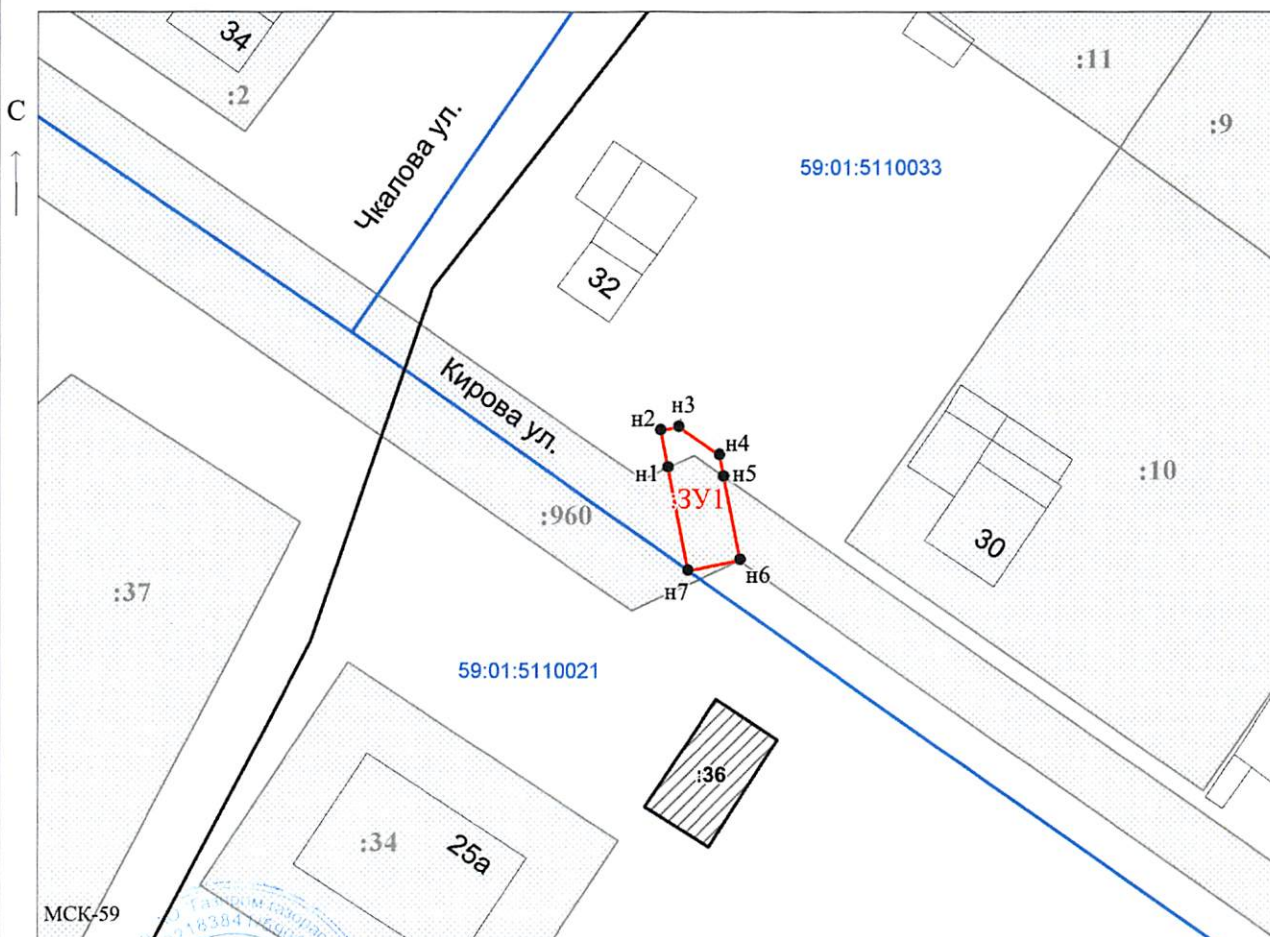 34
:11
:2
С
:9
Чкалова ул.
59:01:5110033
32
Кирова ул.
н3
н2
н4
н1
н5
:ЗУ1
:10
:960
30
н6
н7
:37
59:01:5110021
:36
:34
25а
МСК-59